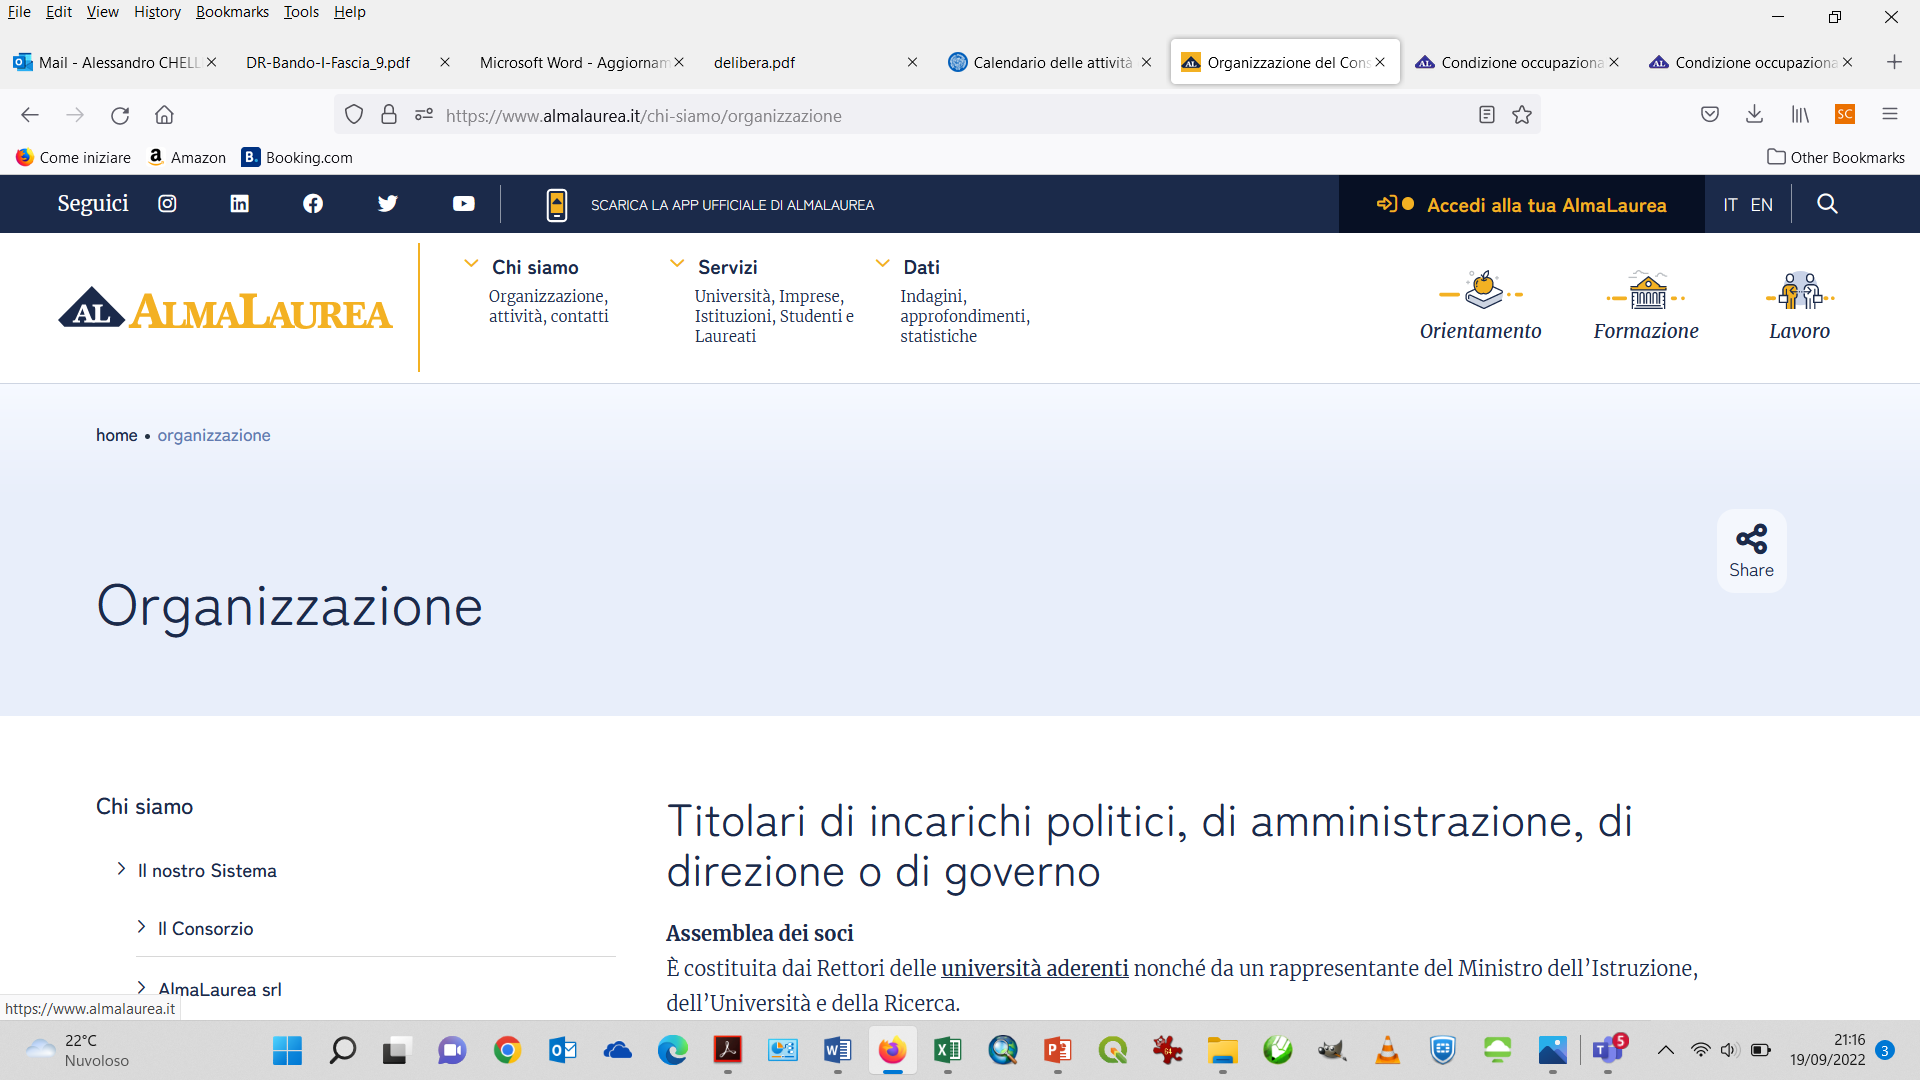 File Edit View History Bookmarks Tools Help
Mail - Alessandro CHELL
DR-Bando-I-Fascia_9.pdf
Microsoft Word - Aggiornam
delibera.pdf
Calendario delle attività
Organizzazione del Cons
Condizione occupaziona
Condizione occupaziona
https://www.almalaurea.it/chi-siamo/organizzazione
SC
Come iniziare
Amazon
B. Booking.com
Other Bookmarks
Seguici
SCARICA LA APP UFFICIALE DI ALMALAUREA
Accedi alla tua AlmaLaurea
IT EN
AL ALMALAUREA
Chi siamo
Organizzazione,
attività, contatti
Servizi
Università, Imprese,
Istituzioni, Studenti e
Laureati
Dati
Indagini,
approfondimenti,
statistiche
Orientamento
Formazione
Lavoro
home • organizzazione
Share
Organizzazione
Chi siamo
Il nostro Sistema
Il Consorzio
AlmaLaurea srl
Titolari di incarichi politici, di amministrazione, di
direzione o di governo
Assemblea dei soci
È costituita dai Rettori delle università aderenti nonché da un rappresentante del Ministro dell’Istruzione,
dell’Università e della Ricerca.
https://www.almalaurea.it
22°C
Nuvoloso
5
21:16
19/09/2022
3